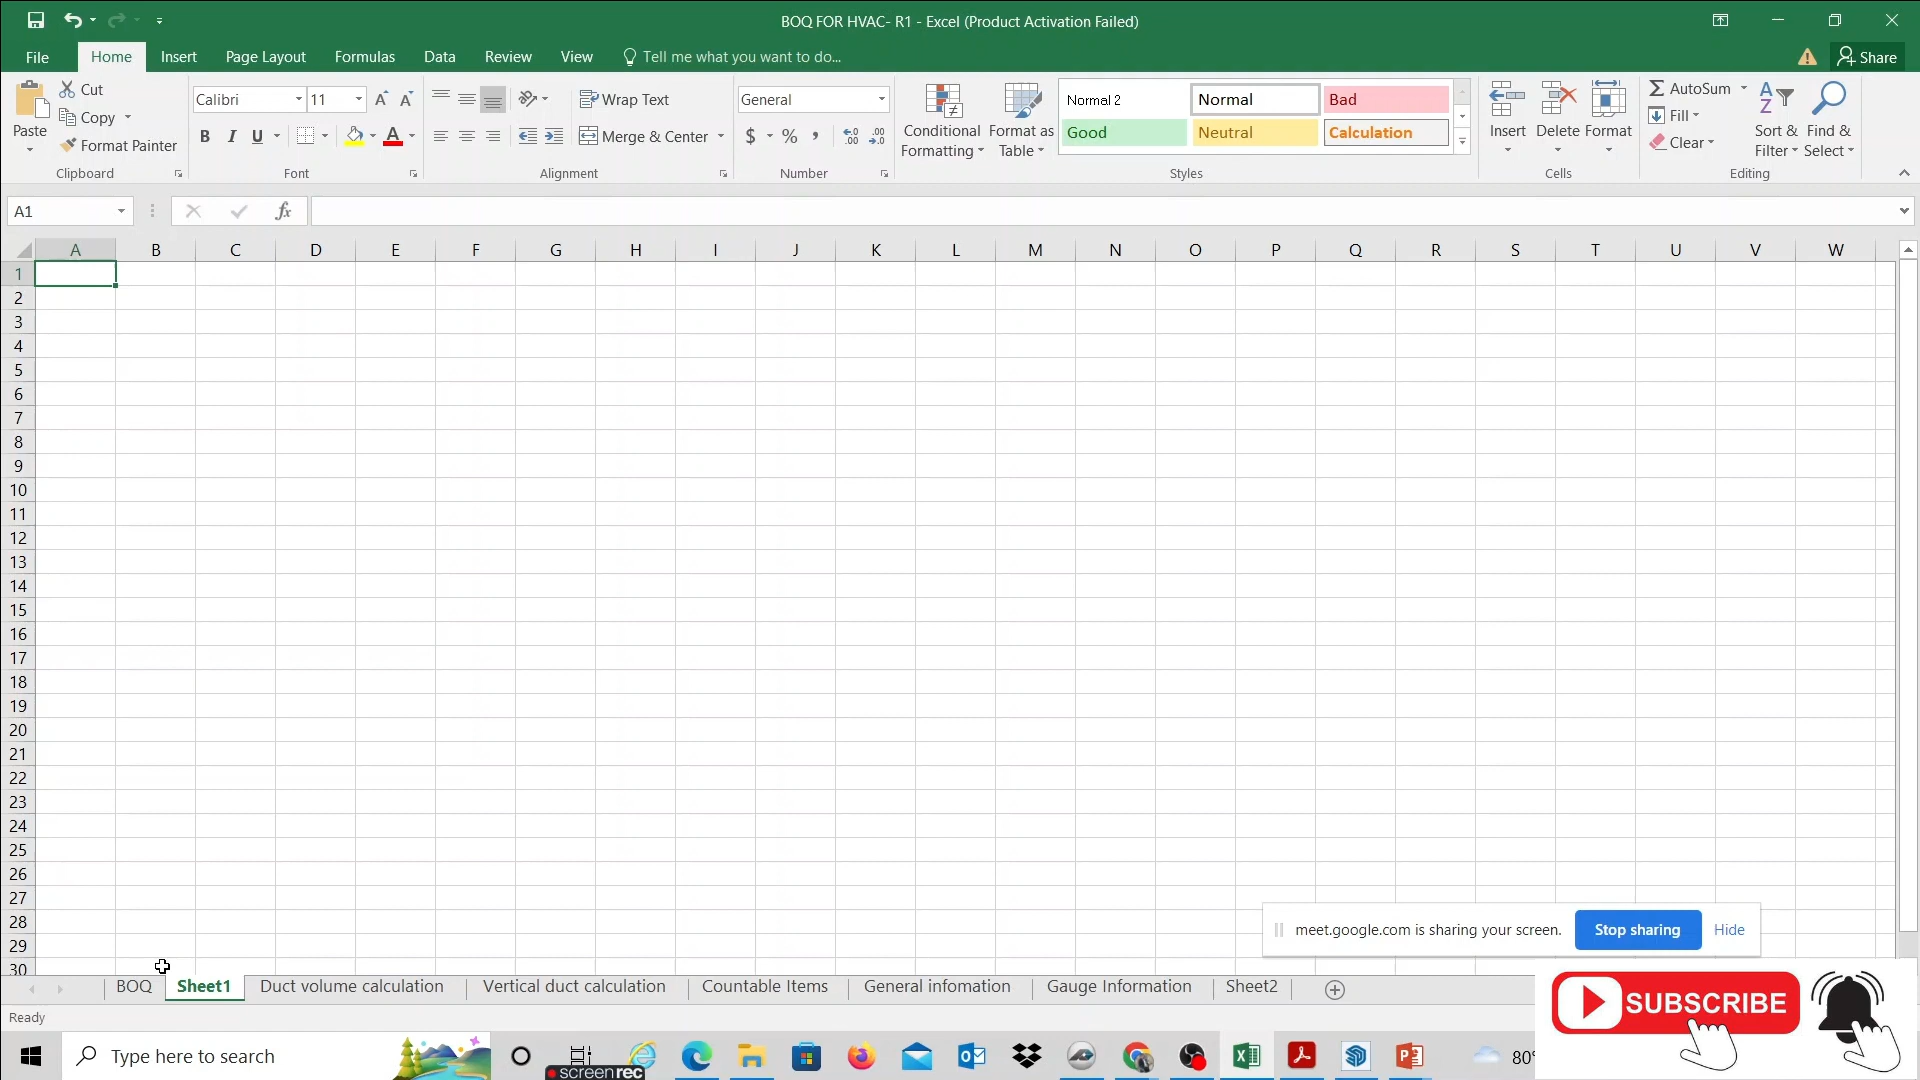 BOQ FOR HVAC- R1 - Excel (Product Activation Failed)
File Home Insert Page Layout Formulas Data Review View Tell me what you want to do... Share
Cut
Copy
Format Painter
Paste
Clipboard
Calibri 11
B I U
Font
Wrap Text
Merge & Center
Alignment
General
$ % ,
Number
Conditional Formatting
Format as Table
Normal 2 Normal Bad
Good Neutral Calculation
Styles
Insert Delete Format
Cells
AutoSum
Fill
Clear
Sort & Filter
Find & Select
Editing
A1 fx
A B C D E F G H I J K L M N O P Q R S T U V W
1
2
3
4
5
6
7
8
9
10
11
12
13
14
15
16
17
18
19
20
21
22
23
24
25
26
27
28
29
30
meet.google.com is sharing your screen. Stop sharing Hide
BOQ Sheet1 Duct volume calculation Vertical duct calculation Countable Items General infomation Gauge Information Sheet2
SUBSCRIBE
Ready
Type here to search
screenrec
80°